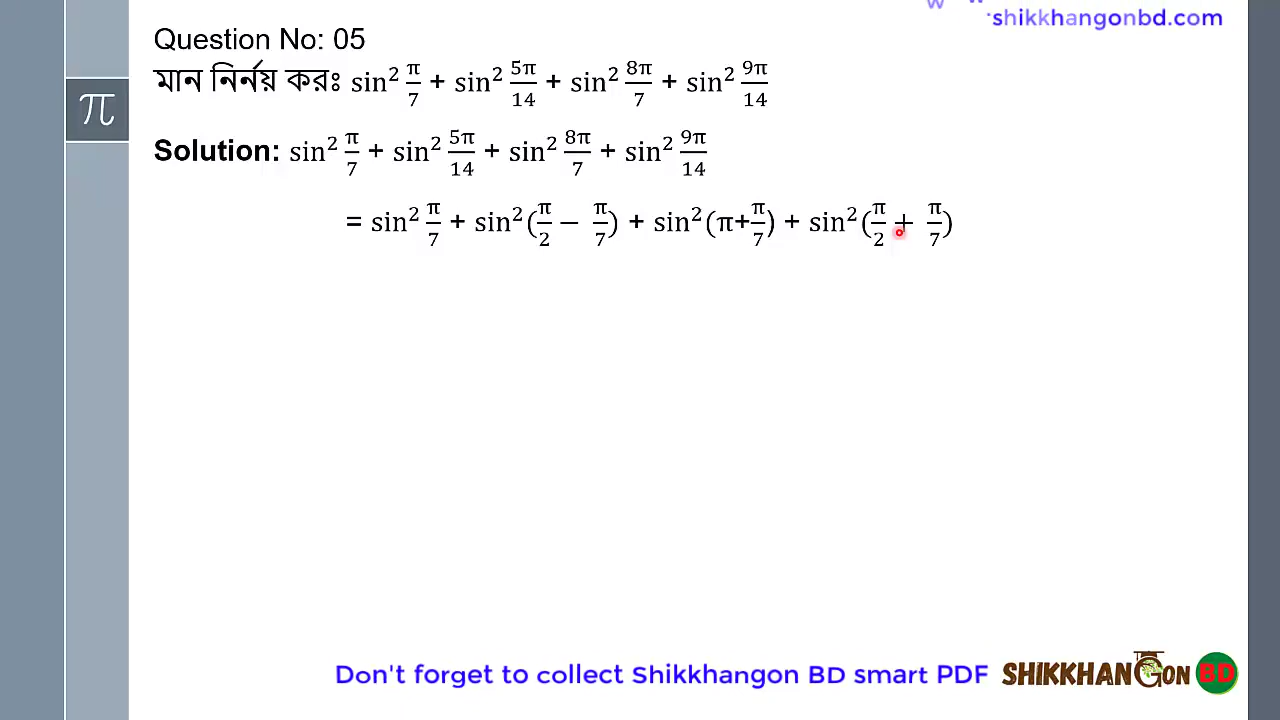 shikkhangonbd.com
Question No: 05
π
মান নির্নয় করঃ sin² π/7 + sin² 5π/14 + sin² 8π/7 + sin² 9π/14
Solution: sin² π/7 + sin² 5π/14 + sin² 8π/7 + sin² 9π/14
= sin² π/7 + sin²(π/2 − π/7) + sin²(π+π/7) + sin²(π/2 + π/7)
Don't forget to collect Shikkhangon BD smart PDF
SHIKKHANGON BD